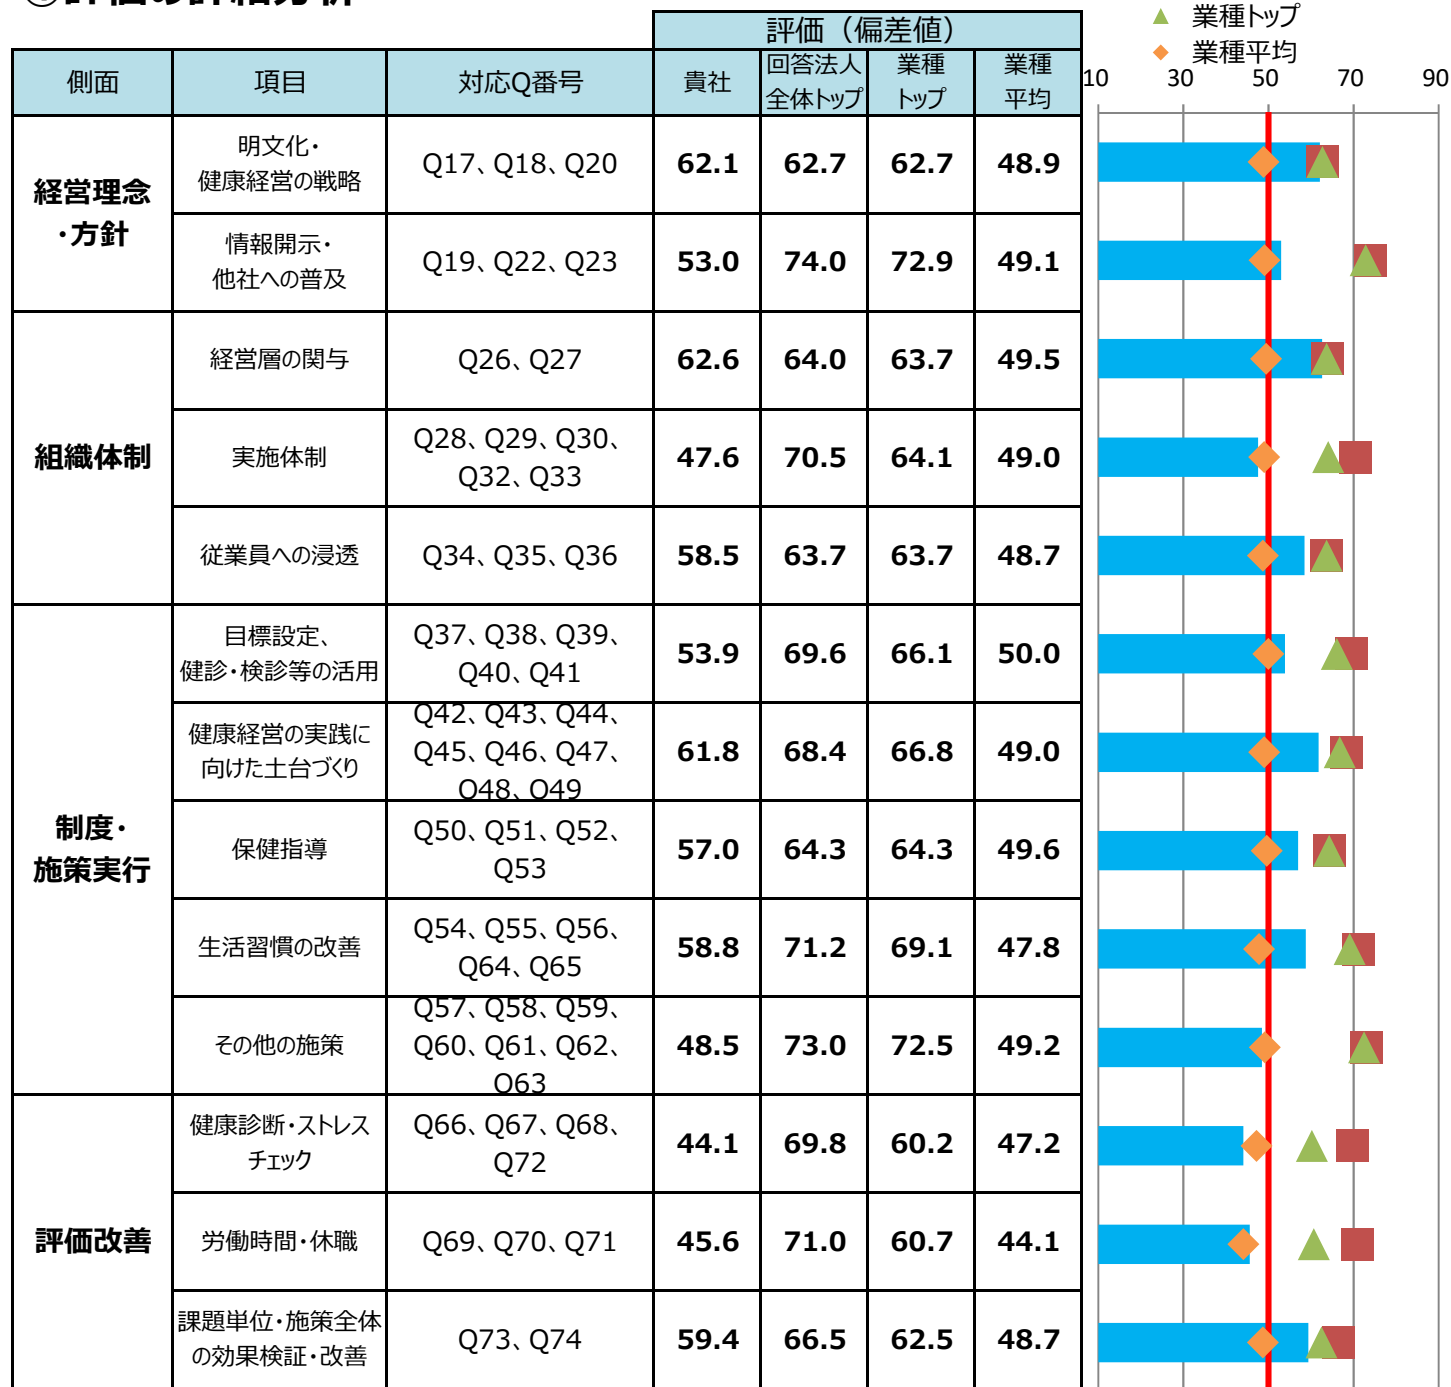 評価（偏差値）
業種トップ
業種平均
側面 項目 対応Q番号 貴社 回答法人 業種 業種
全体トップ トップ 平均
10 30 50 70 90
経営理念
・方針
明文化・
健康経営の戦略
Q17、Q18、Q20 62.1 62.7 62.7 48.9
情報開示・
他社への普及
Q19、Q22、Q23 53.0 74.0 72.9 49.1
組織体制
経営層の関与 Q26、Q27 62.6 64.0 63.7 49.5
実施体制
Q28、Q29、Q30、
Q32、Q33
47.6 70.5 64.1 49.0
従業員への浸透 Q34、Q35、Q36 58.5 63.7 63.7 48.7
制度・
施策実行
目標設定、
健診・検診等の活用
Q37、Q38、Q39、
Q40、Q41
53.9 69.6 66.1 50.0
健康経営の実践に
向けた土台づくり
Q42、Q43、Q44、
Q45、Q46、Q47、
Q48、Q49
61.8 68.4 66.8 49.0
保健指導
Q50、Q51、Q52、
Q53
57.0 64.3 64.3 49.6
生活習慣の改善
Q54、Q55、Q56、
Q64、Q65
58.8 71.2 69.1 47.8
その他の施策
Q57、Q58、Q59、
Q60、Q61、Q62、
Q63
48.5 73.0 72.5 49.2
評価改善
健康診断・ストレス
チェック
Q66、Q67、Q68、
Q72
44.1 69.8 60.2 47.2
労働時間・休職 Q69、Q70、Q71 45.6 71.0 60.7 44.1
課題単位・施策全体
の効果検証・改善
Q73、Q74 59.4 66.5 62.5 48.7